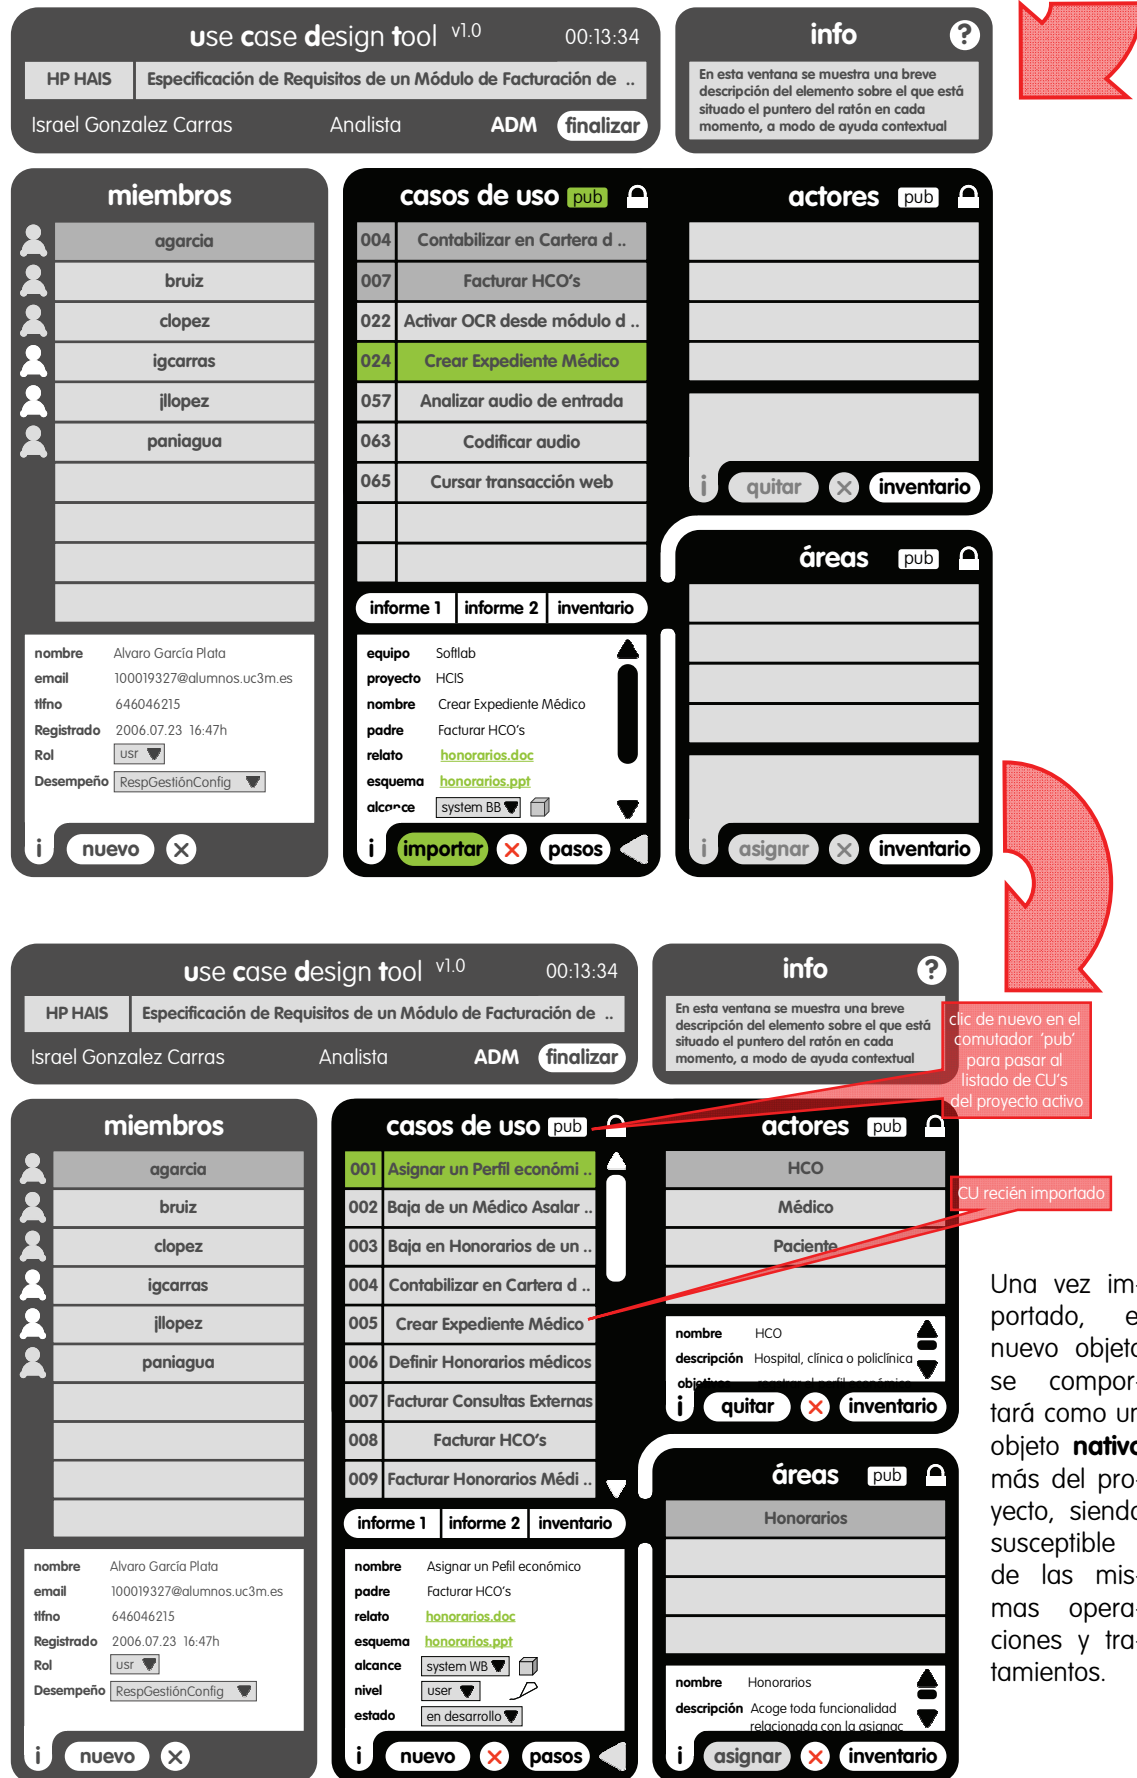 use case design tool v1.0 00:13:34
HP HAIS Especificación de Requisitos de un Módulo de Facturación de ..
Israel Gonzalez Carras Analista ADM finalizar
info ?
En esta ventana se muestra una breve
descripción del elemento sobre el que está
situado el puntero del ratón en cada
momento, a modo de ayuda contextual
miembros
agarcia
bruiz
clopez
igcarras
jllopez
paniagua
nombre Alvaro García Plata
email 100019327@alumnos.uc3m.es
tlfno 646046215
Registrado 2006.07.23 16:47h
Rol usr
Desempeño RespGestiónConfig
i nuevo
casos de uso pub
004 Contabilizar en Cartera d ..
007 Facturar HCO's
022 Activar OCR desde módulo d ..
024 Crear Expediente Médico
057 Analizar audio de entrada
063 Codificar audio
065 Cursar transacción web
informe 1 informe 2 inventario
equipo Softlab
proyecto HCIS
nombre Crear Expediente Médico
padre Facturar HCO's
relato honorarios.doc
esquema honorarios.ppt
alcance system BB
i importar pasos
actores pub
i quitar inventario
áreas pub
i asignar inventario
use case design tool v1.0 00:13:34
HP HAIS Especificación de Requisitos de un Módulo de Facturación de ..
Israel Gonzalez Carras Analista ADM finalizar
info ?
En esta ventana se muestra una breve
descripción del elemento sobre el que está
situado el puntero del ratón en cada
momento, a modo de ayuda contextual
clic de nuevo en el
comutador 'pub'
para pasar al
listado de CU's
del proyecto activo
miembros
agarcia
bruiz
clopez
igcarras
jllopez
paniagua
nombre Alvaro García Plata
email 100019327@alumnos.uc3m.es
tlfno 646046215
Registrado 2006.07.23 16:47h
Rol usr
Desempeño RespGestiónConfig
i nuevo
casos de uso pub
001 Asignar un Perfil económi ..
002 Baja de un Médico Asalar ..
003 Baja en Honorarios de un ..
004 Contabilizar en Cartera d ..
005 Crear Expediente Médico
006 Definir Honorarios médicos
007 Facturar Consultas Externas
008 Facturar HCO's
009 Facturar Honorarios Médi ..
informe 1 informe 2 inventario
nombre Asignar un Pefil económico
padre Facturar HCO's
relato honorarios.doc
esquema honorarios.ppt
alcance system WB
nivel user
estado en desarrollo
i nuevo pasos
actores pub
HCO
Médico
Paciente
CU recién importado
nombre HCO
descripción Hospital, clínica o policlínica
objetivos registrar el perfil económico
i quitar inventario
áreas pub
Honorarios
nombre Honorarios
descripción Acoge toda funcionalidad
relacionada con la asignac
i asignar inventario
Una vez im-
portado, e
nuevo objeto
se compor-
tará como un
objeto nativo
más del pro-
yecto, siendo
susceptible
de las mis-
mas opera-
ciones y tra-
tamientos.